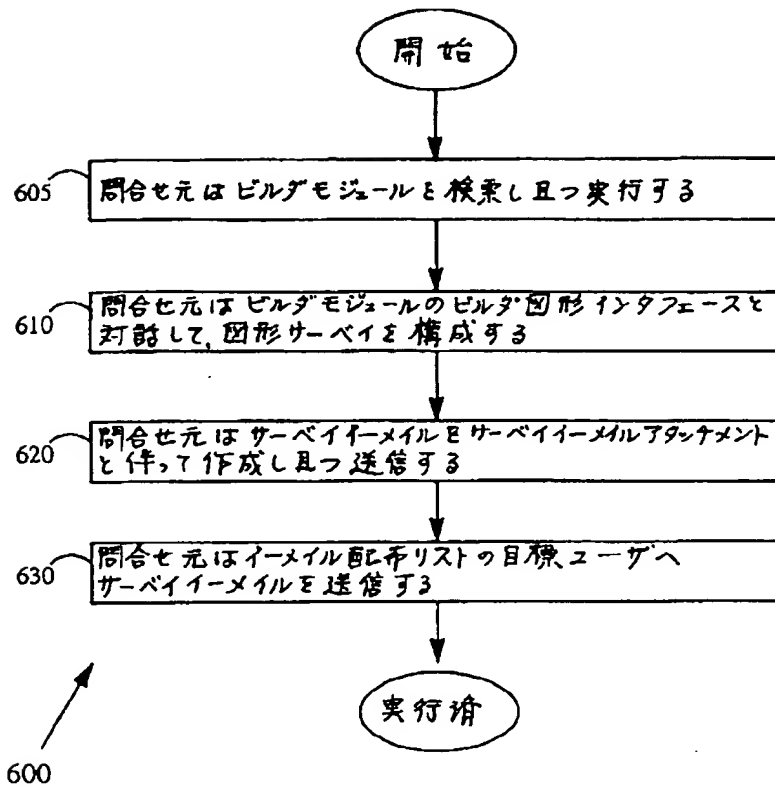 開始
605
問合せ元はビルダモジュールを検索し且つ実行する
610
問合せ元はビルダモジュールのビルダ図形インタフェースと
対話して、図形サーベイを構成する
620
問合せ元はサーベイイーメイルをサーベイイーメイルアタッチメント
と伴って作成し且つ送信する
630
問合せ元はイーメイル配布リストの目標ユーザへ
サーベイイーメイルを送信する
実行済
600